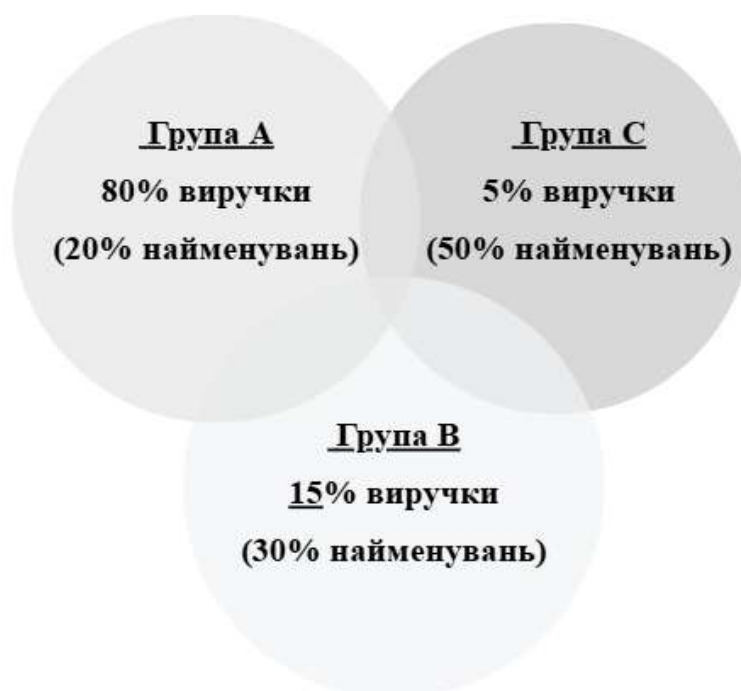 Група А
80% виручки
(20% найменувань)
Група С
5% виручки
(50% найменувань)
Група В
15% виручки
(30% найменувань)